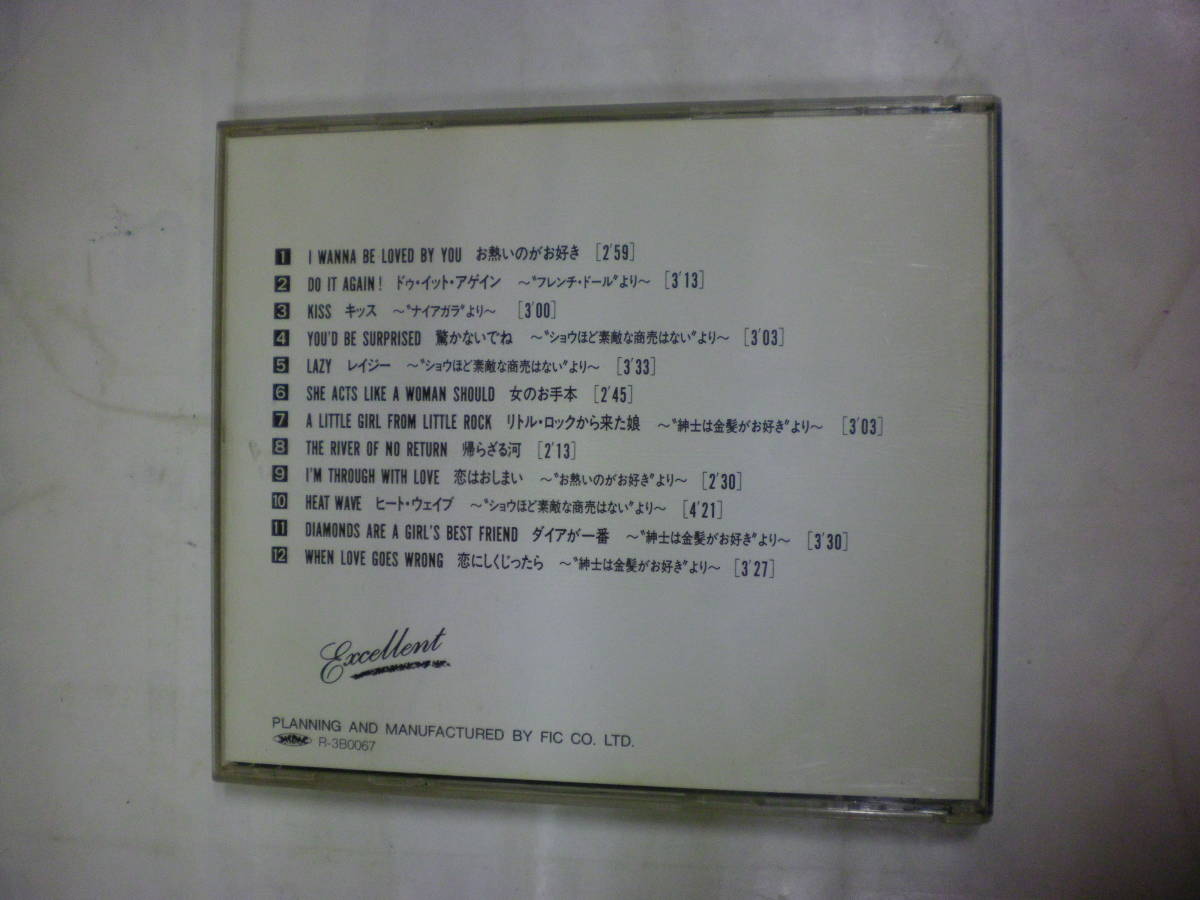 1 I WANNA BE LOVED BY YOU お熱いのがお好き [2'59]
2 DO IT AGAIN! ドゥ・イット・アゲイン ～"フレンチ・ドール"より～ [3'13]
3 KISS キッス ～"ナイアガラ"より～ [3'00]
4 YOU'D BE SURPRISED 驚かないでね ～"ショウほど素敵な商売はない"より～ [3'03]
5 LAZY レイジー ～"ショウほど素敵な商売はない"より～ [3'33]
6 SHE ACTS LIKE A WOMAN SHOULD 女のお手本 [2'45]
7 A LITTLE GIRL FROM LITTLE ROCK リトル・ロックから来た娘 ～"紳士は金髪がお好き"より～ [3'03]
8 THE RIVER OF NO RETURN 帰らざる河 [2'13]
9 I'M THROUGH WITH LOVE 恋はおしまい ～"お熱いのがお好き"より～ [2'30]
10 HEAT WAVE ヒート・ウェイブ ～"ショウほど素敵な商売はない"より～ [4'21]
11 DIAMONDS ARE A GIRL'S BEST FRIEND ダイアが一番 ～"紳士は金髪がお好き"より～ [3'30]
12 WHEN LOVE GOES WRONG 恋にしくじったら ～"紳士は金髪がお好き"より～ [3'27]
Excellent
PLANNING AND MANUFACTURED BY FIC CO. LTD.
R-3B0067